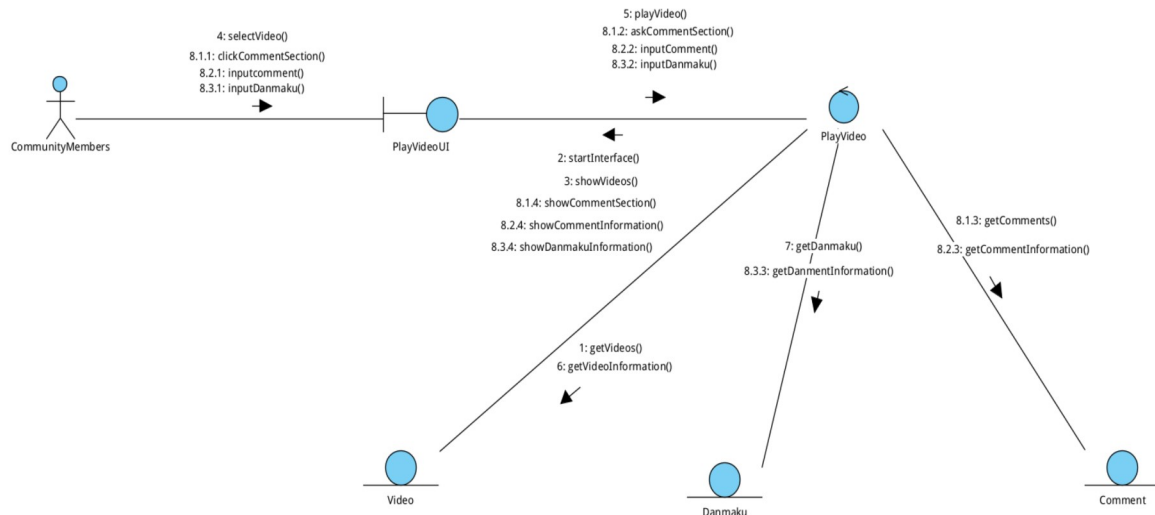 4: selectVideo()
8.1.1: clickCommentSection()
8.2.1: inputcomment()
8.3.1: inputDanmaku()
5: playVideo()
8.1.2: askCommentSection()
8.2.2: inputComment()
8.3.2: inputDanmaku()
CommunityMembers
PlayVideoUI
PlayVideo
2: startInterface()
3: showVideos()
8.1.4: showCommentSection()
8.2.4: showCommentInformation()
8.3.4: showDanmakuInformation()
7: getDanmaku()
8.3.3: getDanmentInformation()
8.1.3: getComments()
8.2.3: getCommentInformation()
1: getVideos()
6: getVideoInformation()
Video
Danmaku
Comment